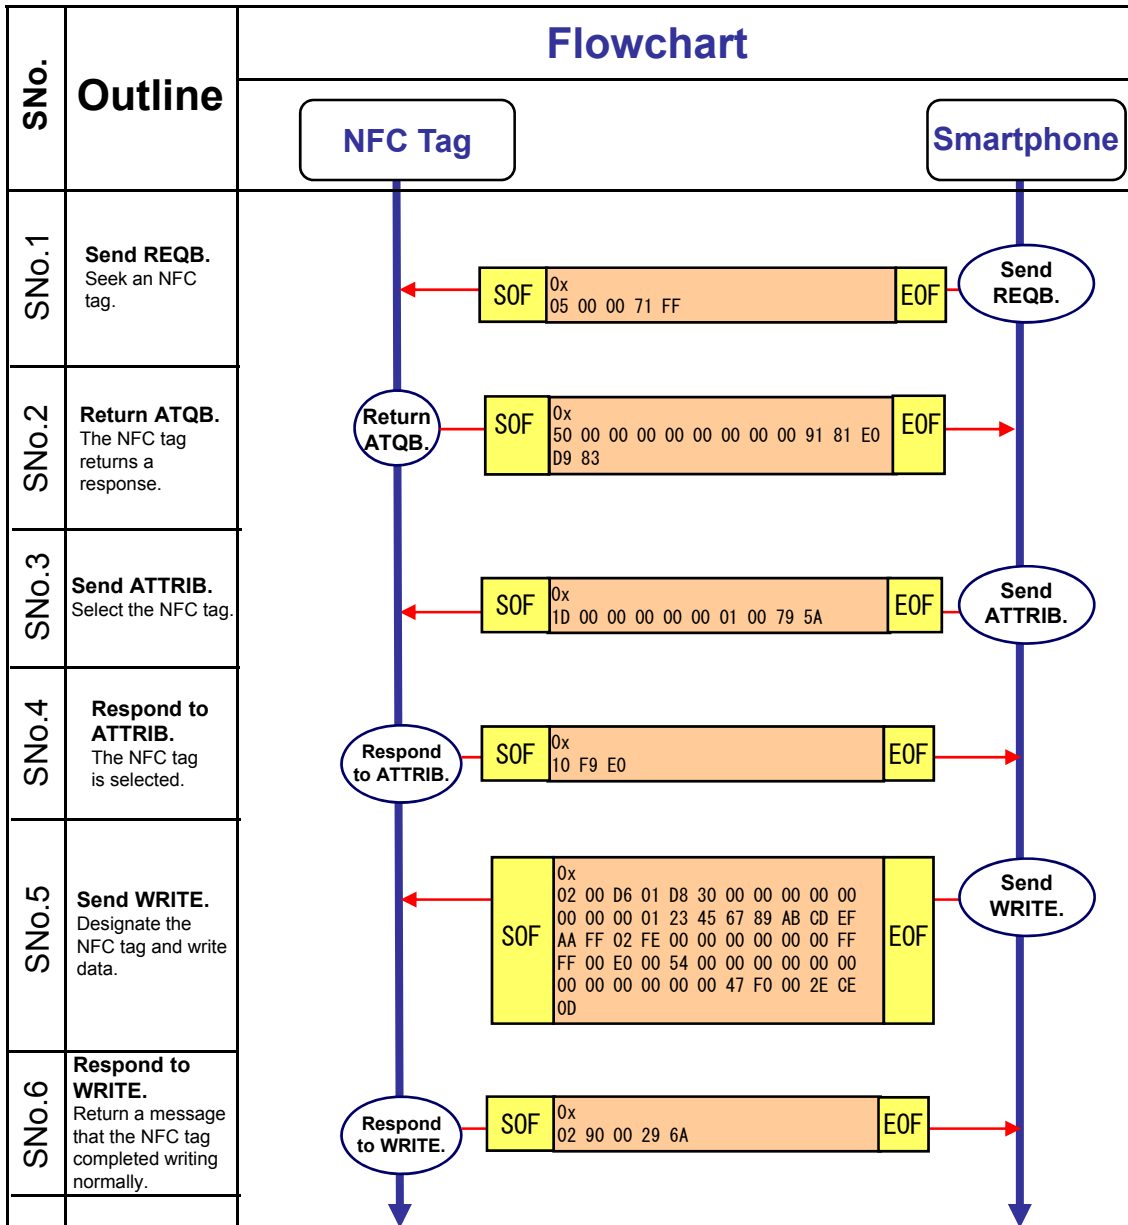 SNo.
Outline
Flowchart
NFC Tag
Smartphone
SNo.1
Send REQB.
Seek an NFC
tag.
SOF
0x
05 00 00 71 FF
EOF
Send
REQB.
SNo.2
Return ATQB.
The NFC tag
returns a
response.
Return
ATQB.
SOF
0x
50 00 00 00 00 00 00 00 00 91 81 E0
D9 83
EOF
SNo.3
Send ATTRIB.
Select the NFC tag.
SOF
0x
1D 00 00 00 00 00 01 00 79 5A
EOF
Send
ATTRIB.
SNo.4
Respond to
ATTRIB.
The NFC tag
is selected.
Respond
to ATTRIB.
SOF
0x
10 F9 E0
EOF
SNo.5
Send WRITE.
Designate the
NFC tag and write
data.
SOF
0x
02 00 D6 01 D8 30 00 00 00 00 00
00 00 00 01 23 45 67 89 AB CD EF
AA FF 02 FE 00 00 00 00 00 00 FF
FF 00 E0 00 54 00 00 00 00 00 00
00 00 00 00 00 00 47 F0 00 2E CE
0D
EOF
Send
WRITE.
SNo.6
Respond to
WRITE.
Return a message
that the NFC tag
completed writing
normally.
Respond
to WRITE.
SOF
0x
02 90 00 29 6A
EOF